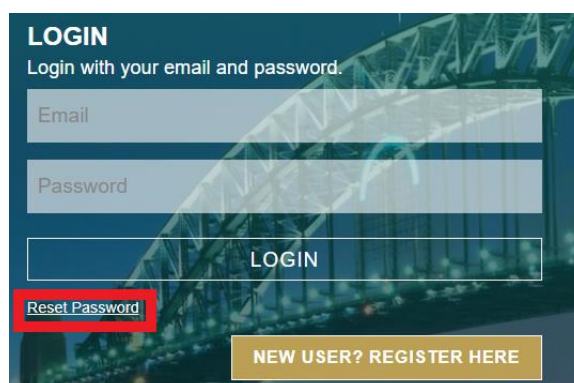 LOGIN
Login with your email and password.
Email
Password
LOGIN
Reset Password
NEW USER? REGISTER HERE